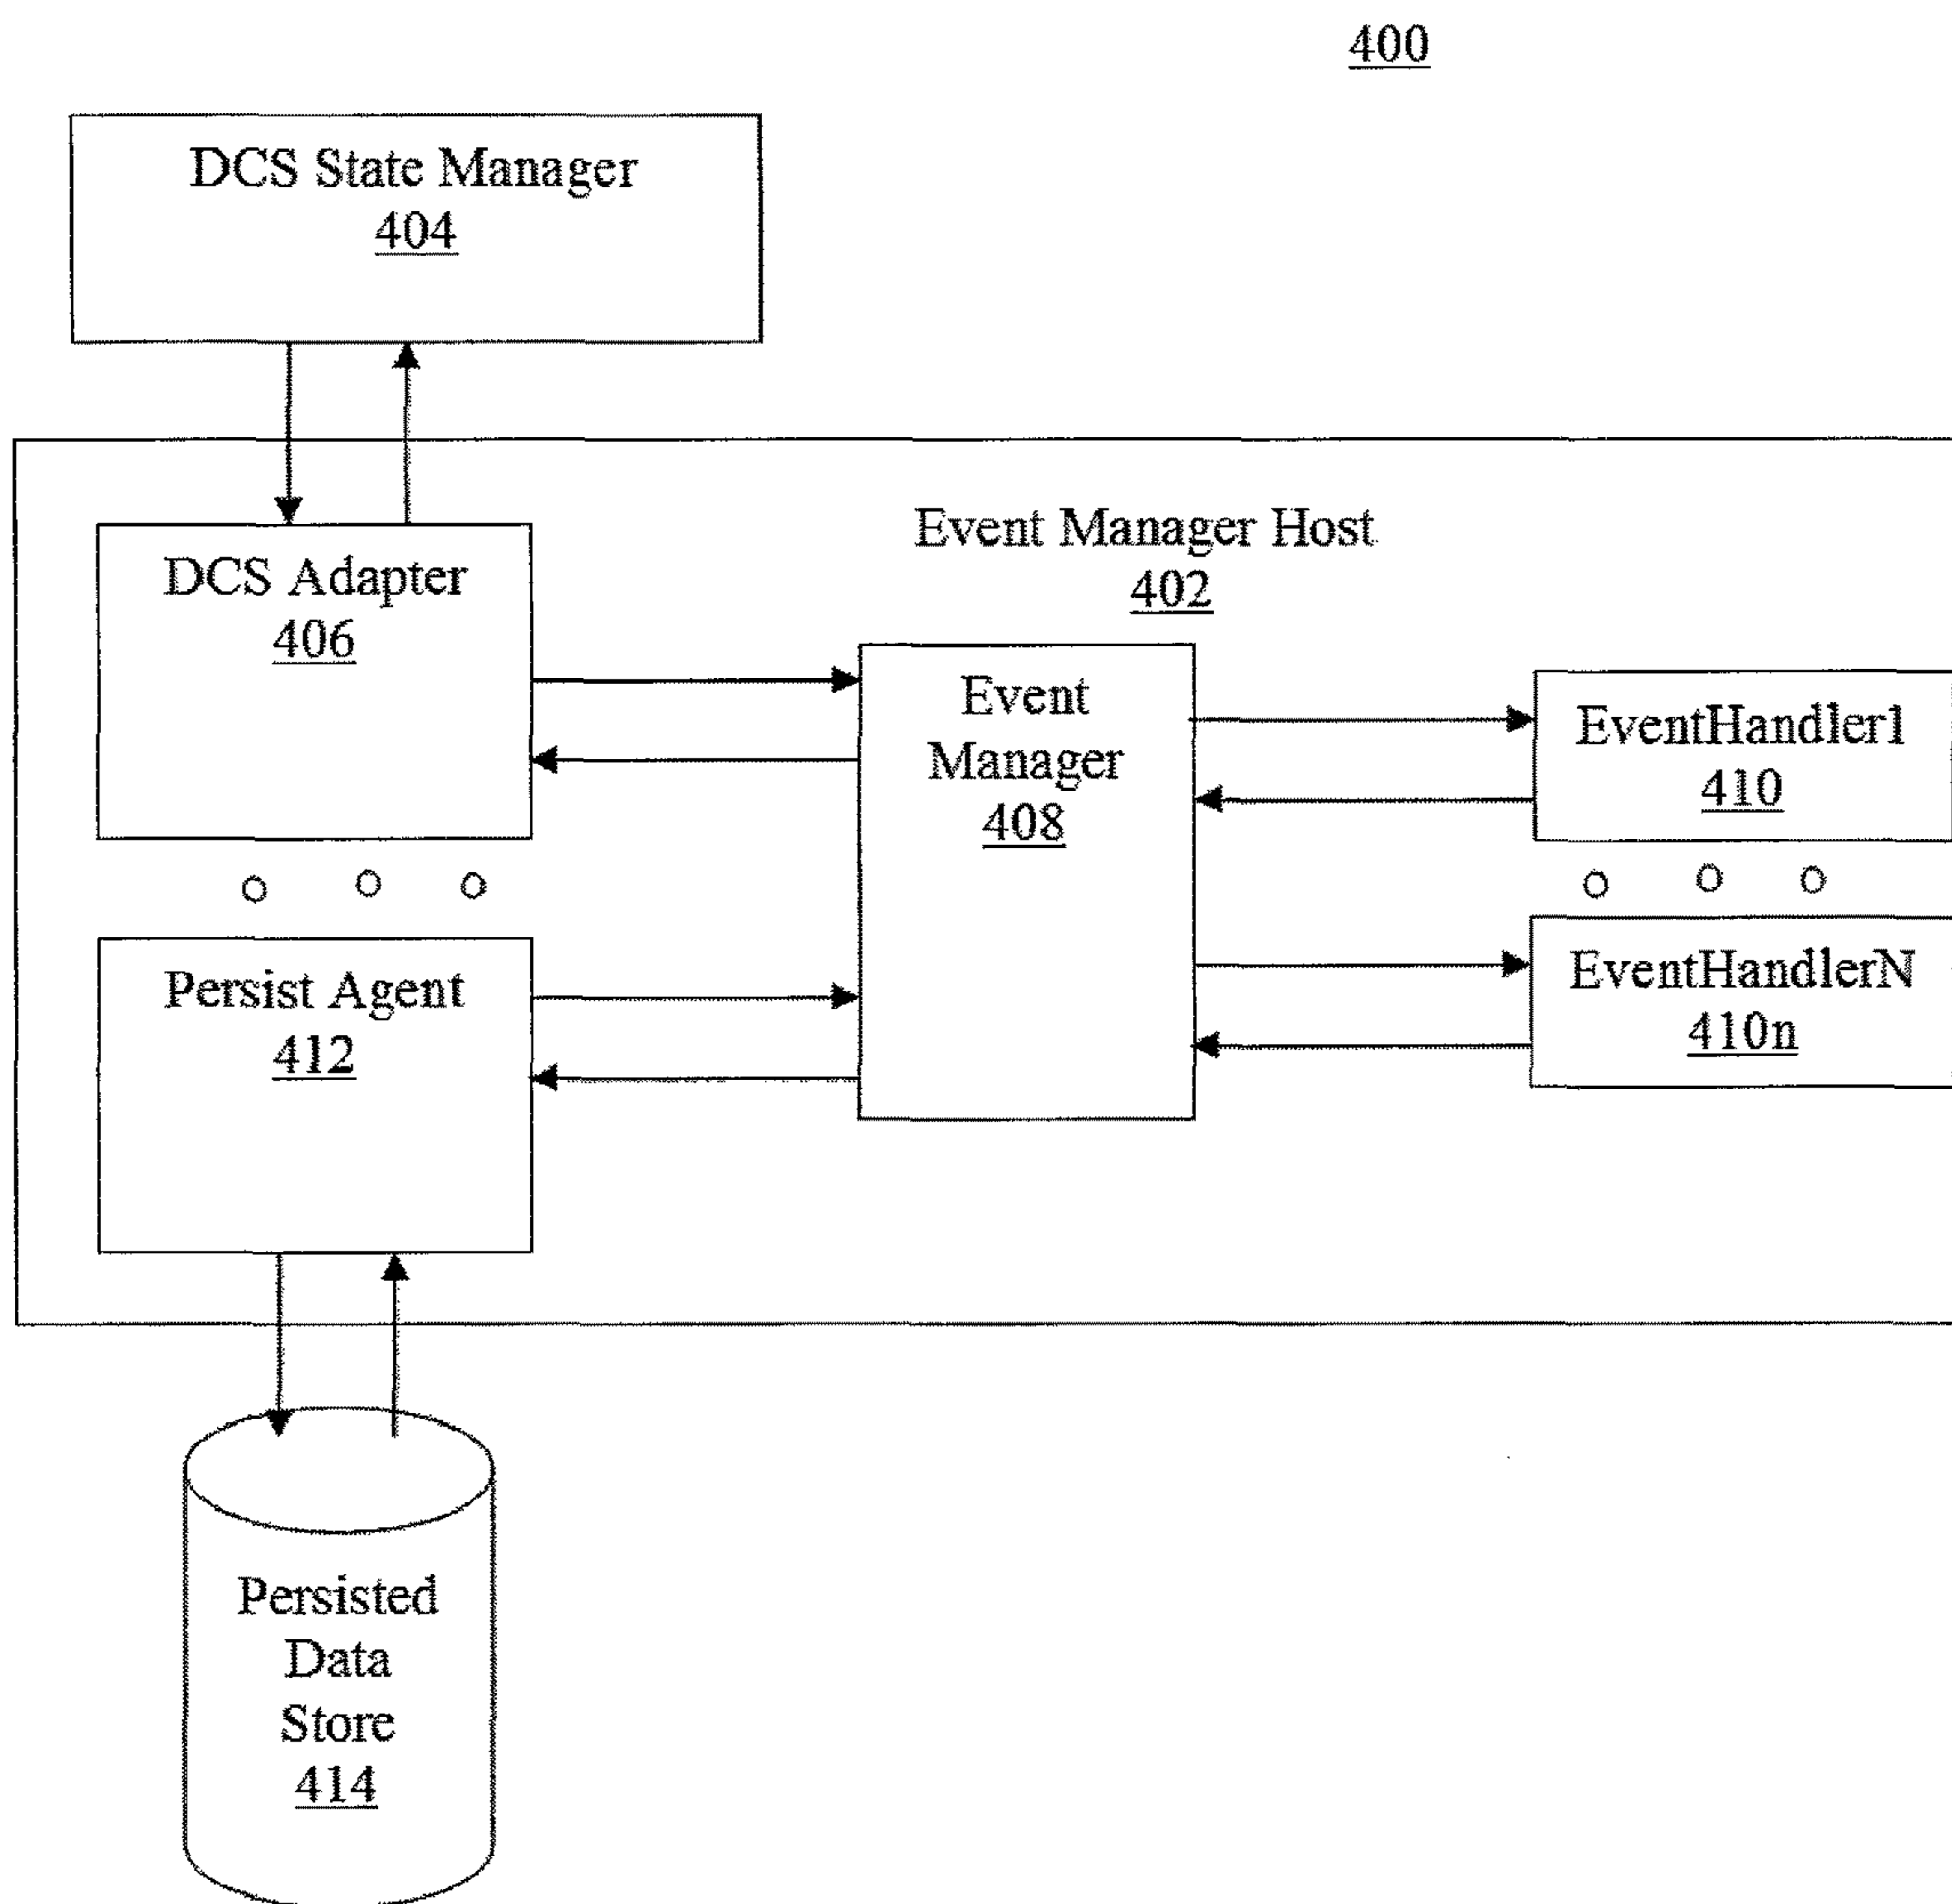 400
DCS State Manager
404
Event Manager Host
402
DCS Adapter
406
Event
Manager
408
EventHandler1
410
Persist Agent
412
EventHandlerN
410n
Persisted
Data
Store
414